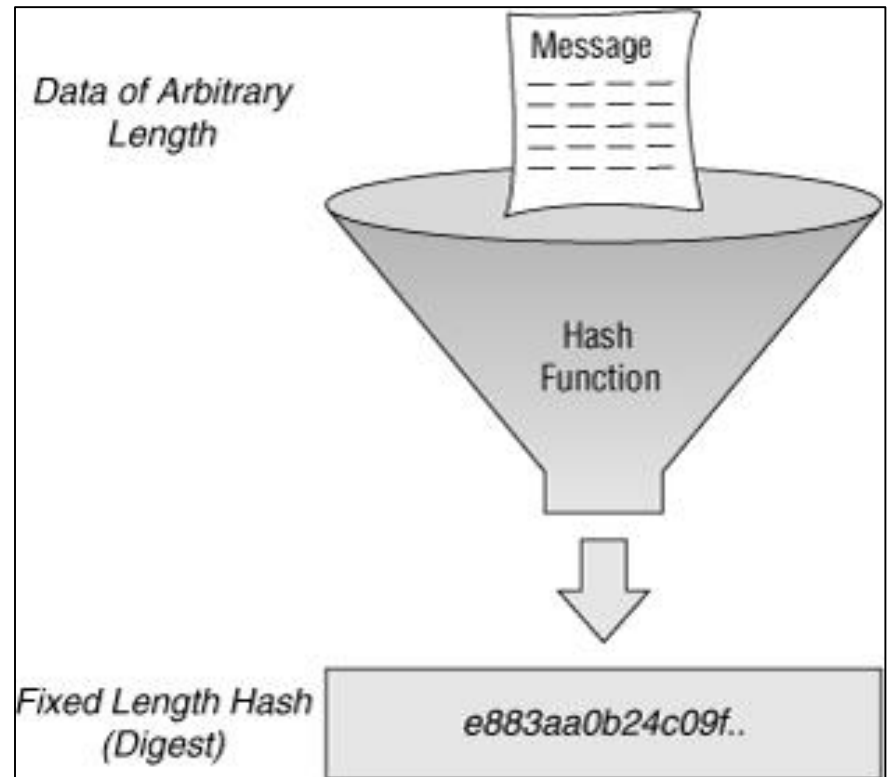 Message
Data of Arbitrary
Length
Hash
Function
Fixed Length Hash
(Digest)
e883aa0b24c09f..